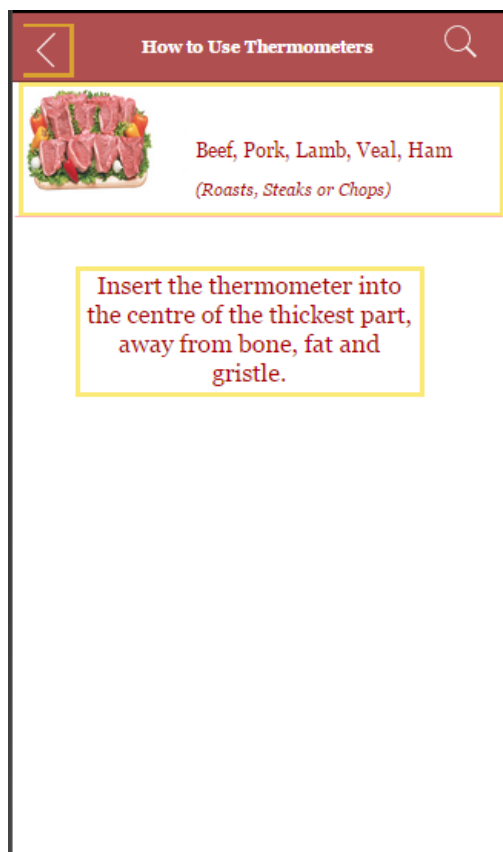 How to Use Thermometers
Beef, Pork, Lamb, Veal, Ham
(Roasts, Steaks or Chops)
Insert the thermometer into
the centre of the thickest part,
away from bone, fat and
gristle.